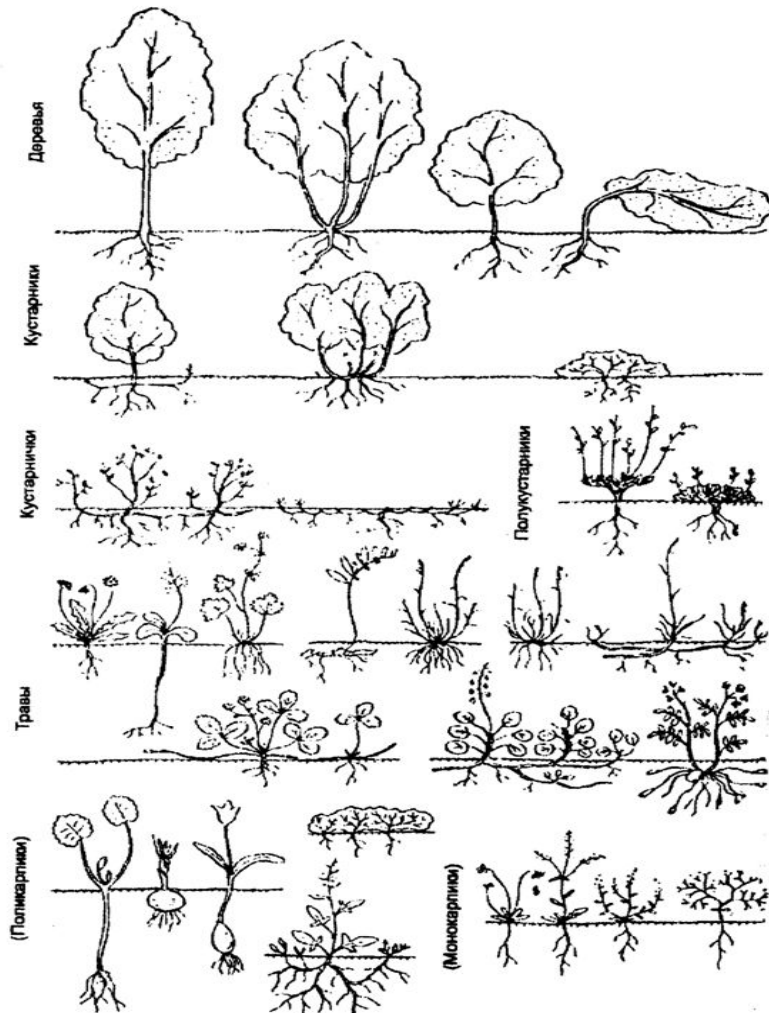 Деревья
Кустарники
Кустарнички
Полукустарники
Травы
(Поликарпики)
(Монокарпики)